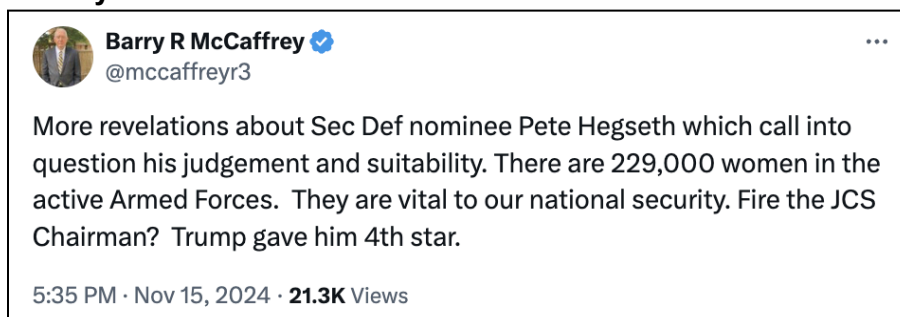 Barry R McCaffrey
@mccaffreyr3
More revelations about Sec Def nominee Pete Hegseth which call into
question his judgement and suitability. There are 229,000 women in the
active Armed Forces.  They are vital to our national security. Fire the JCS
Chairman?  Trump gave him 4th star.
5:35 PM · Nov 15, 2024 · 21.3K Views